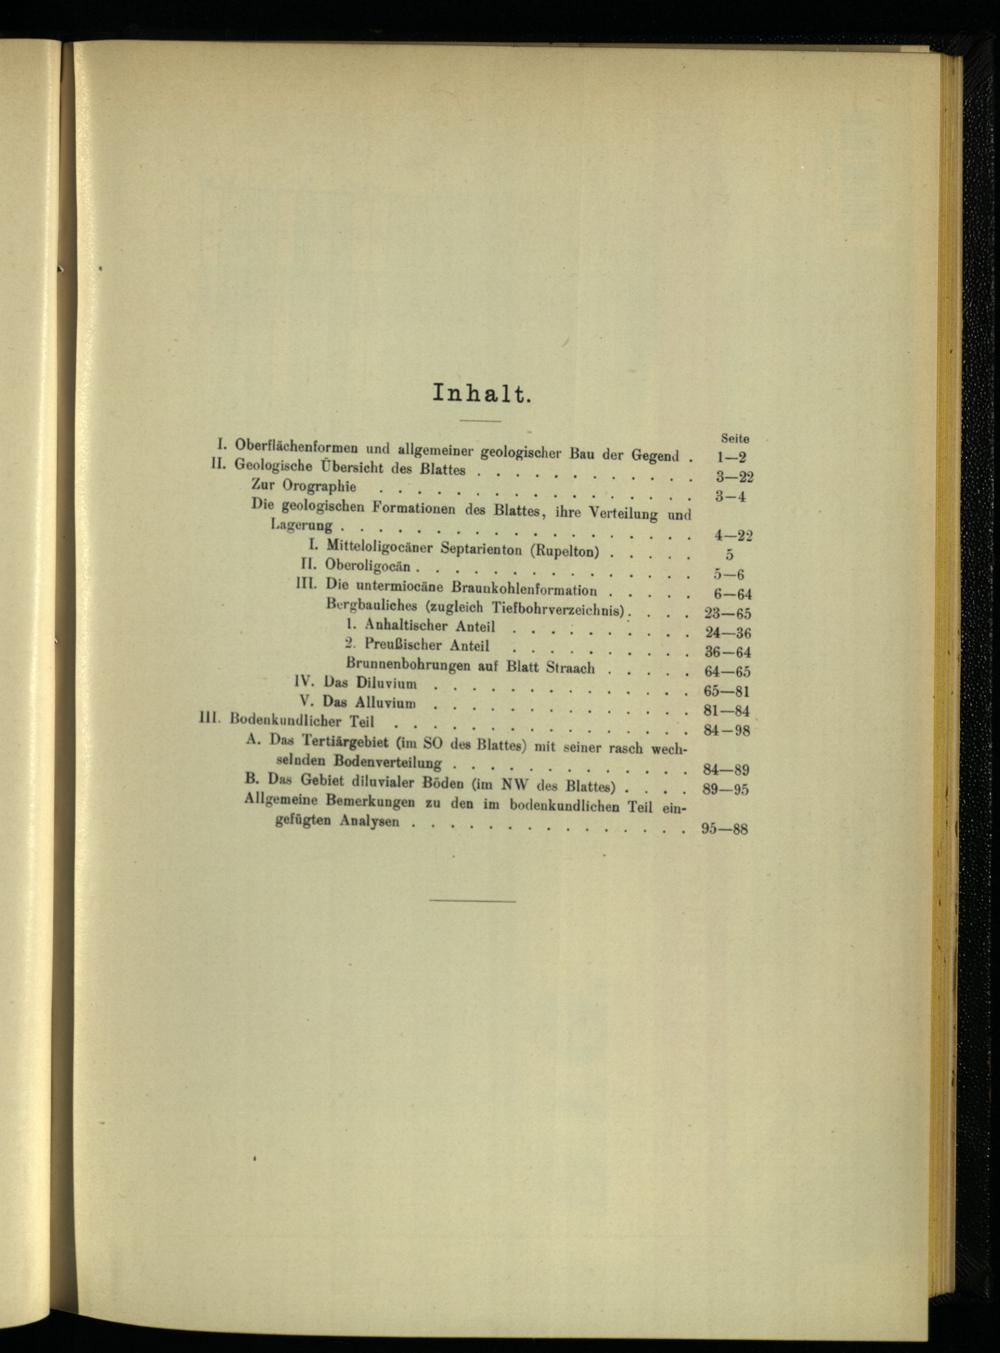 Inhalt.
Seite
I. Oberflächenformen und allgemeiner geologischer Bau der Gegend . 1—2
II. Geologische Übersicht des Blattes . . . . . . . . . . . . 3—22
Zur Orographie . . . . . . . . . . . . . . . . . 3—4
Die geologischen Formationen des Blattes, ihre Verteilung und
Lagerung . . . . . . . . . . . . . . . . . . . 4—22
I. Mitteloligocäner Septarienton (Rupelton) . . . . . 5
II. Oberoligocän . . . . . . . . . . . . . . . 5—6
III. Die untermiocäne Braunkohlenformation . . . . . 6—64
Bergbauliches (zugleich Tiefbohrverzeichnis) . . . . 23—65
1. Anhaltischer Anteil . . . . . . . . . . 24—36
2. Preußischer Anteil . . . . . . . . . . 36—64
Brunnenbohrungen auf Blatt Straach . . . . . 64—65
IV. Das Diluvium . . . . . . . . . . . . . . 65—81
V. Das Alluvium . . . . . . . . . . . . . . 81—84
III. Bodenkundlicher Teil . . . . . . . . . . . . . . . . 84—98
A. Das Tertiärgebiet (im SO des Blattes) mit seiner rasch wech-
selnden Bodenverteilung . . . . . . . . . . . . . 84—89
B. Das Gebiet diluvialer Böden (im NW des Blattes) . . . . 89—95
Allgemeine Bemerkungen zu den im bodenkundlichen Teil ein-
gefügten Analysen . . . . . . . . . . . . . . . 95—88